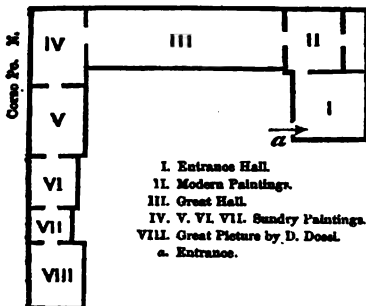 Corso Po. N.
IV
III
II
I
V
a
VI
VII
VIII
I. Entrance Hall.
II. Modern Paintings.
III. Great Hall.
IV. V. VI. VII. Sundry Paintings.
VIII. Great Picture by D. Dossi.
a. Entrance.